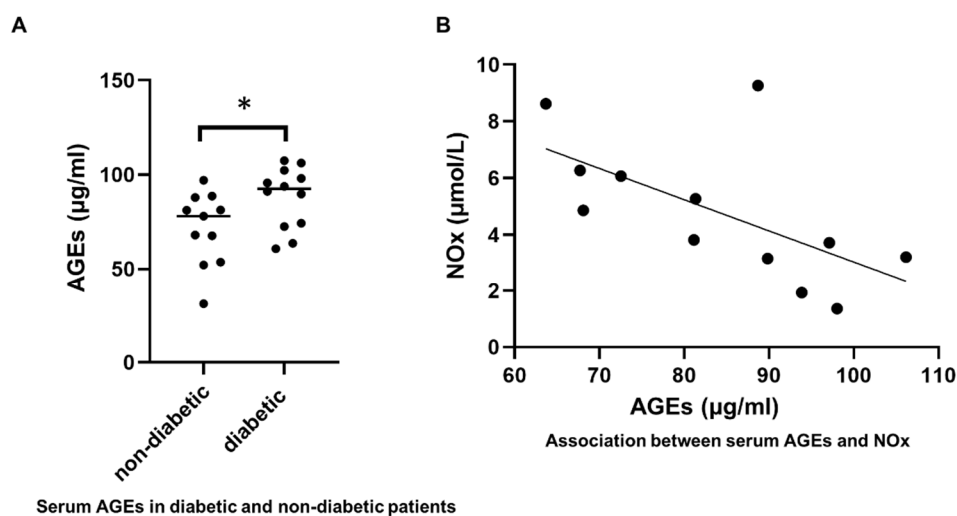 A
AGEs (µg/ml)
150
100
50
0
*
non-diabetic
diabetic
Serum AGEs in diabetic and non-diabetic patients
B
NOx (µmol/L)
10
8
6
4
2
0
60 70 80 90 100 110
AGEs (µg/ml)
Association between serum AGEs and NOx